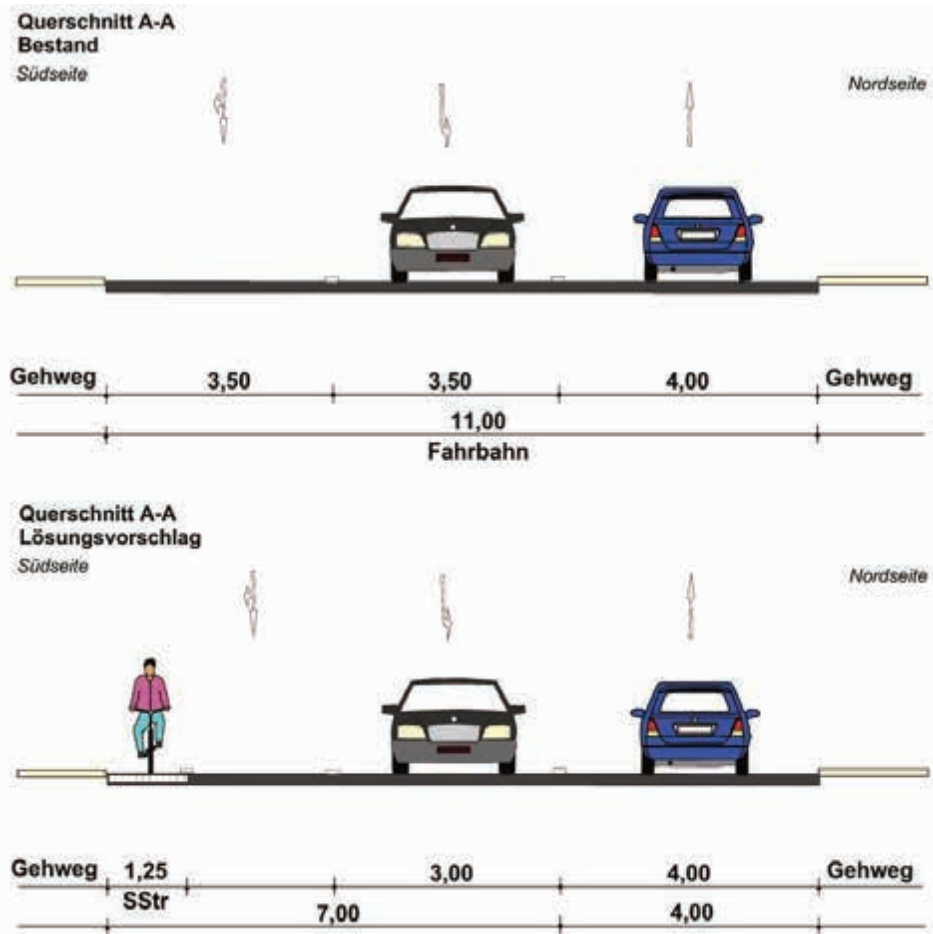 Querschnitt A-A
Bestand
Südseite
Nordseite
Gehweg 3,50 3,50 4,00 Gehweg
11,00
Fahrbahn
Querschnitt A-A
Lösungsvorschlag
Südseite
Nordseite
Gehweg 1,25 3,00 4,00 Gehweg
SStr
7,00 4,00